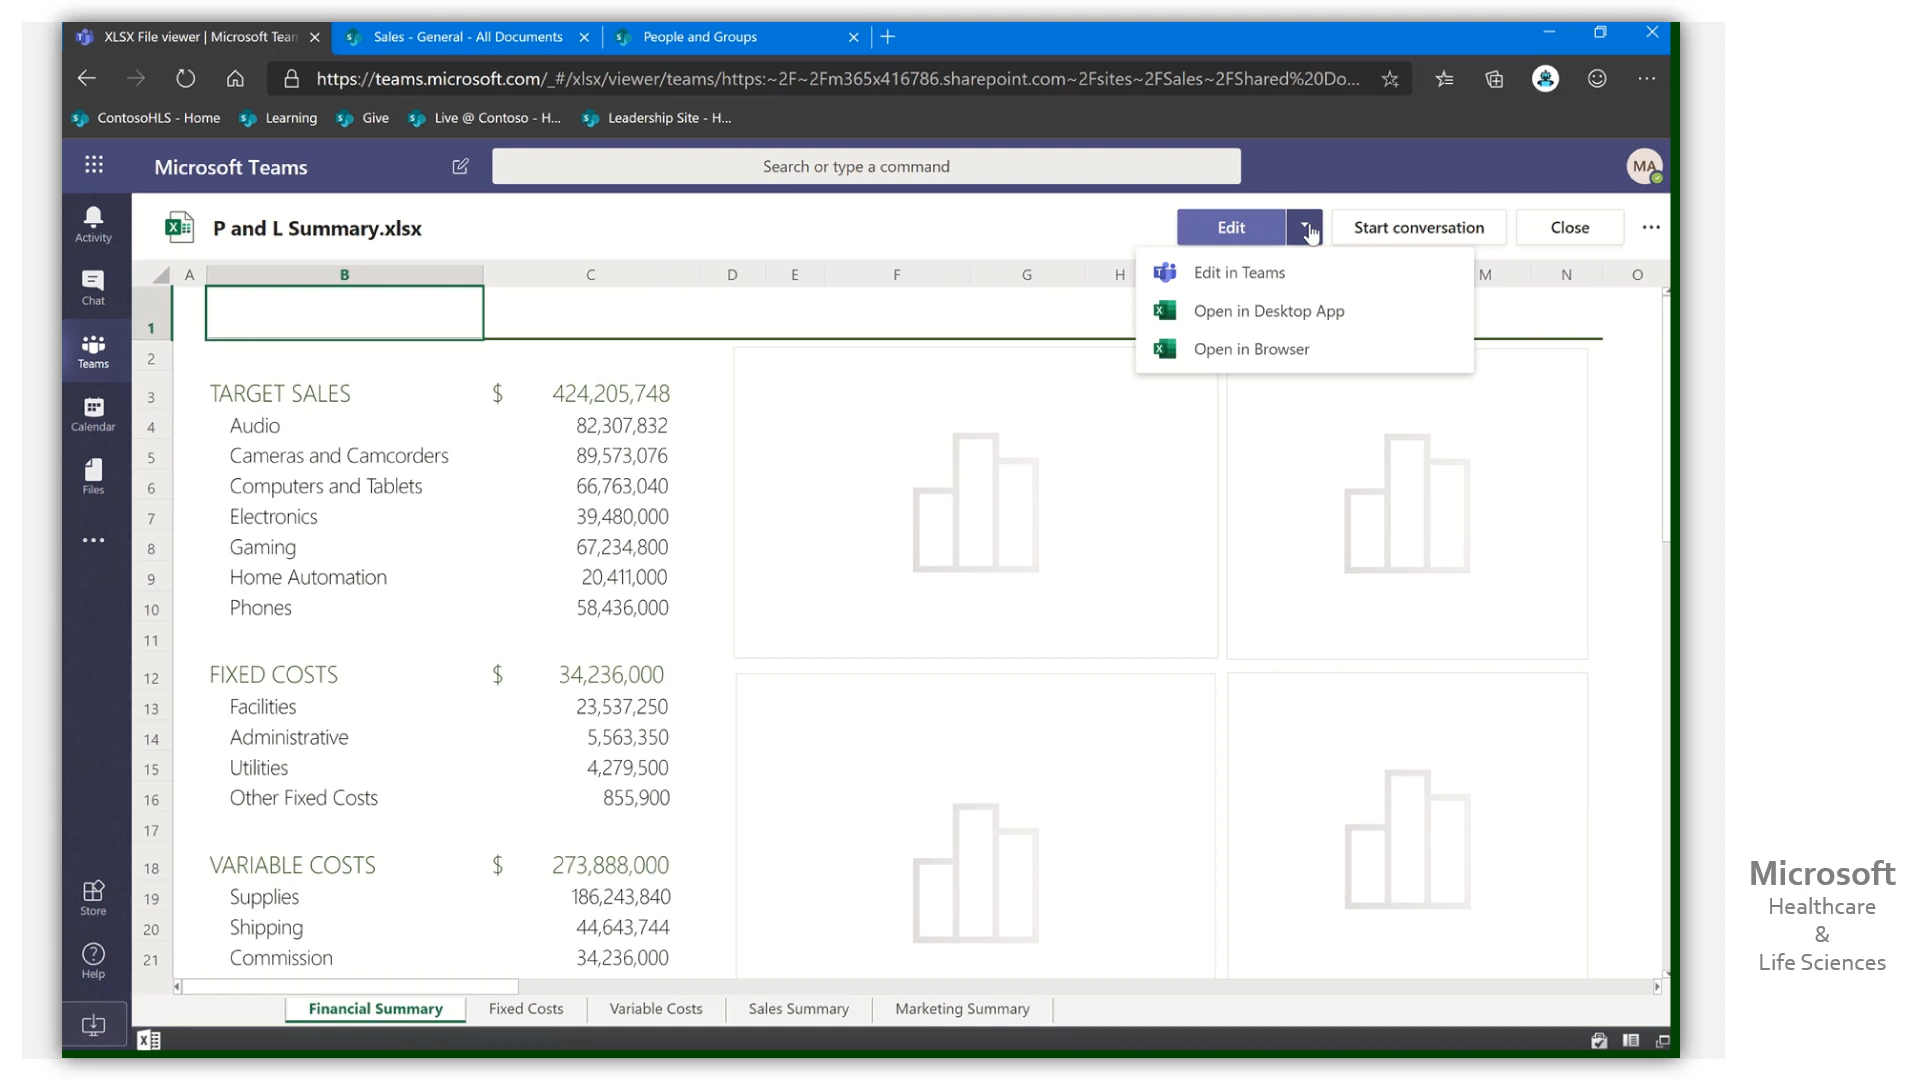 XLSX File viewer | Microsoft Team
Sales - General - All Documents
People and Groups
https://teams.microsoft.com/_#/xlsx/viewer/teams/https:~2F~2Fm365x416786.sharepoint.com~2Fsites~2FSales~2FShared%20Do...
ContosoHLS - Home
Learning
Give
Live @ Contoso - H...
Leadership Site - H...
Microsoft Teams
Search or type a command
MA
P and L Summary.xlsx
Edit
Start conversation
Close
Edit in Teams
Open in Desktop App
Open in Browser
Activity
Chat
Teams
Calendar
Files
Store
Help
A B C D E F G H M N O
1
2
3 TARGET SALES $ 424,205,748
4 Audio 82,307,832
5 Cameras and Camcorders 89,573,076
6 Computers and Tablets 66,763,040
7 Electronics 39,480,000
8 Gaming 67,234,800
9 Home Automation 20,411,000
10 Phones 58,436,000
11
12 FIXED COSTS $ 34,236,000
13 Facilities 23,537,250
14 Administrative 5,563,350
15 Utilities 4,279,500
16 Other Fixed Costs 855,900
17
18 VARIABLE COSTS $ 273,888,000
19 Supplies 186,243,840
20 Shipping 44,643,744
21 Commission 34,236,000
Financial Summary
Fixed Costs
Variable Costs
Sales Summary
Marketing Summary
Microsoft
Healthcare
&
Life Sciences